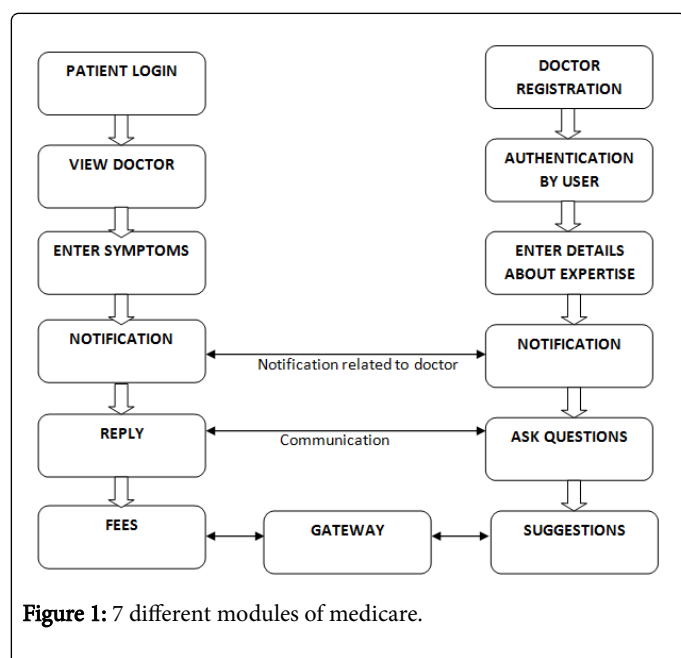 PATIENT LOGIN
VIEW DOCTOR
ENTER SYMPTOMS
NOTIFICATION
REPLY
FEES
DOCTOR
REGISTRATION
AUTHENTICATION
BY USER
ENTER DETAILS
ABOUT EXPERTISE
NOTIFICATION
ASK QUESTIONS
SUGGESTIONS
Notification related to doctor
Communication
GATEWAY
Figure 1: 7 different modules of medicare.